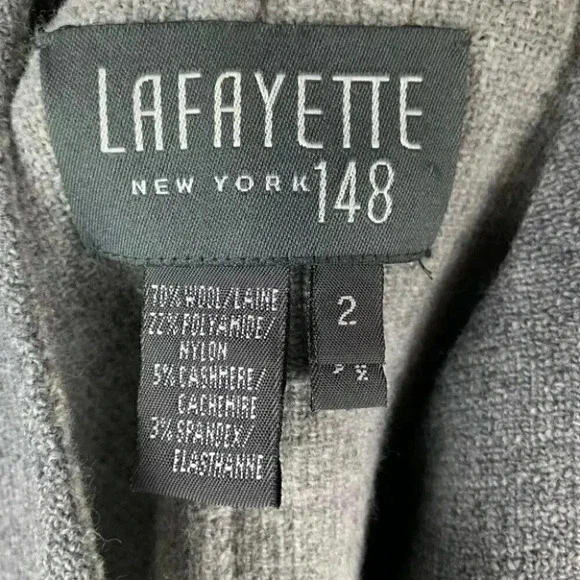 LAFAYETTE
NEW YORK 148
70% WOOL/LAINE
22% POLYAMIDE/
NYLON
5% CASHMERE/
CACHEMIRE
3% SPANDEX/
ELASTHANNE
2